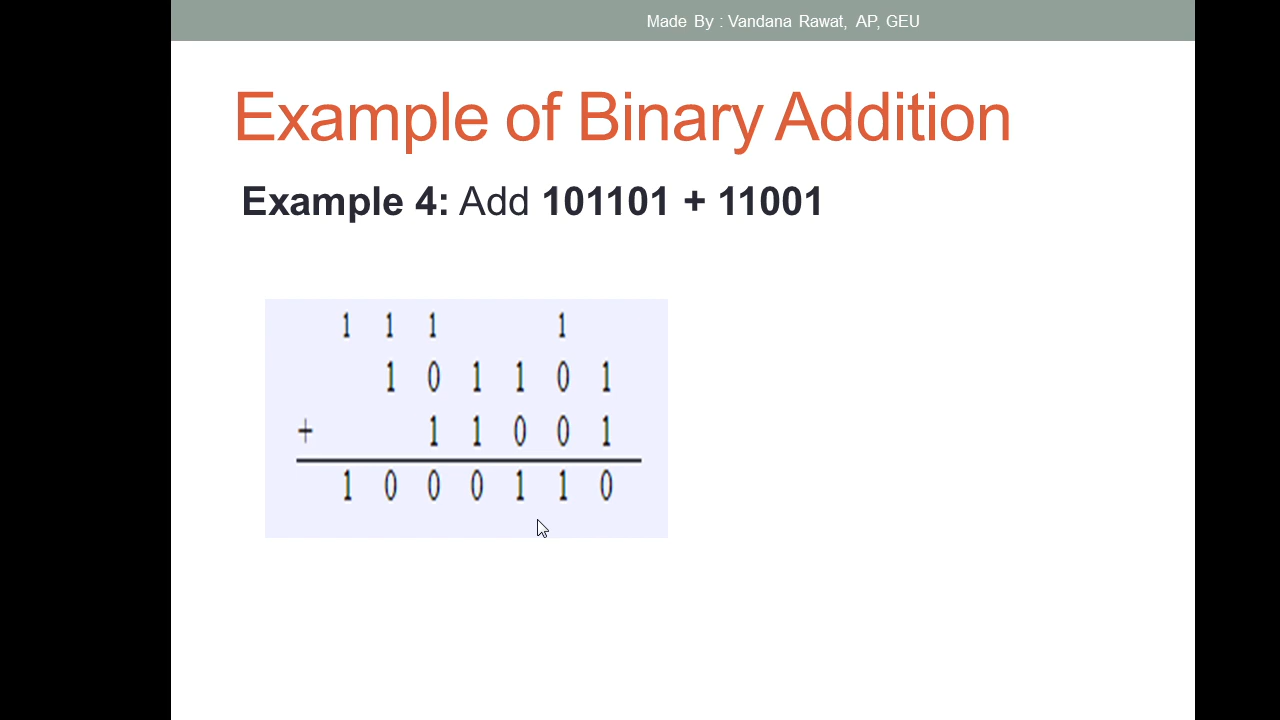 Made By : Vandana Rawat, AP, GEU
Example of Binary Addition
Example 4: Add 101101 + 11001
1 1 1 1
1 0 1 1 0 1
+ 1 1 0 0 1
1 0 0 0 1 1 0